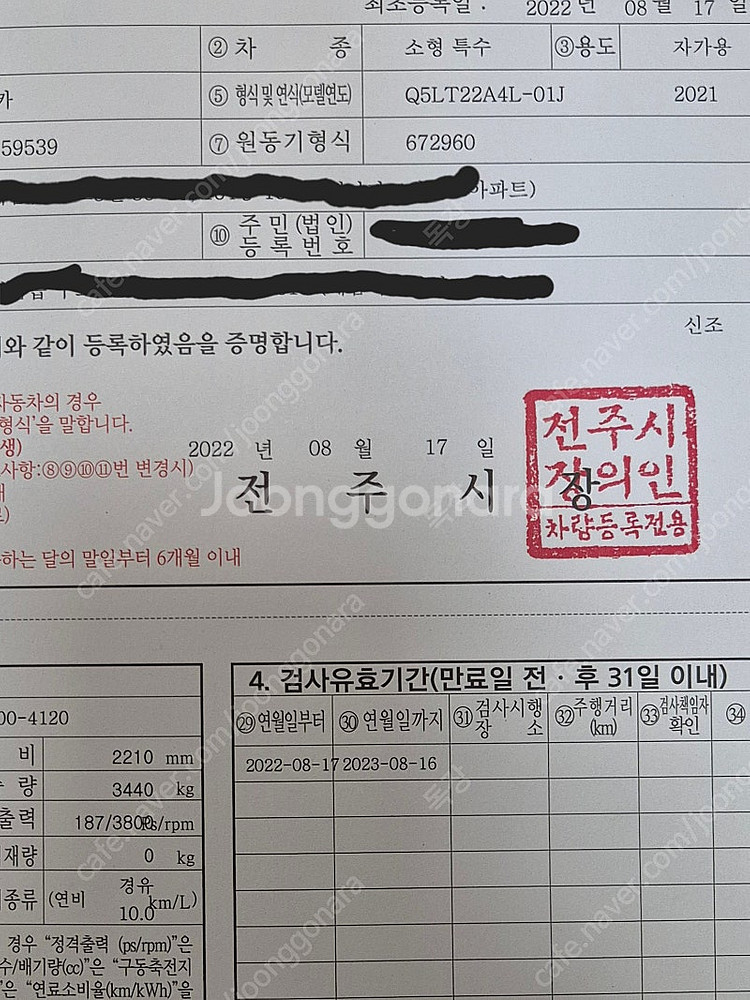 최초등록일 : 2022 년 08 월 17 일
② 차 종 소형 특수 ③용도 자가용
카 ⑤ 형식 및 연식(모델연도) Q5LT22A4L-01J 2021
59539 ⑦ 원동기형식 672960
아파트)
⑩ 주 민 (법 인)
등 록 번 호
신조
와 같이 등록하였음을 증명합니다.
자동차의 경우
형식'을 말합니다.
생)
사항:⑧⑨⑩⑪번 변경시)
하는 달의 말일부터 6개월 이내
2022 년 08 월 17 일
전 주 시 장
전주시
장의인
차량등록전용
Joonggonara
4. 검사유효기간(만료일 전 · 후 31일 이내)
㉙연월일부터 ㉚ 연월일까지 ㉛검사시행장 소 ㉜주행거리(km) ㉝검사책임자확인 ㉞
2022-08-17 2023-08-16
00-4120
비 2210 mm
량 3440 kg
출력 187/3800 Ps/rpm
재량 0 kg
종류 (연비 경유 10.0 km/L)
경우 “정격출력 (ps/rpm)”은
수/배기량(cc)”은 “구동축전지
”은 “연료소비율(km/kWh)”을
cafe.naver.com/joonggonara